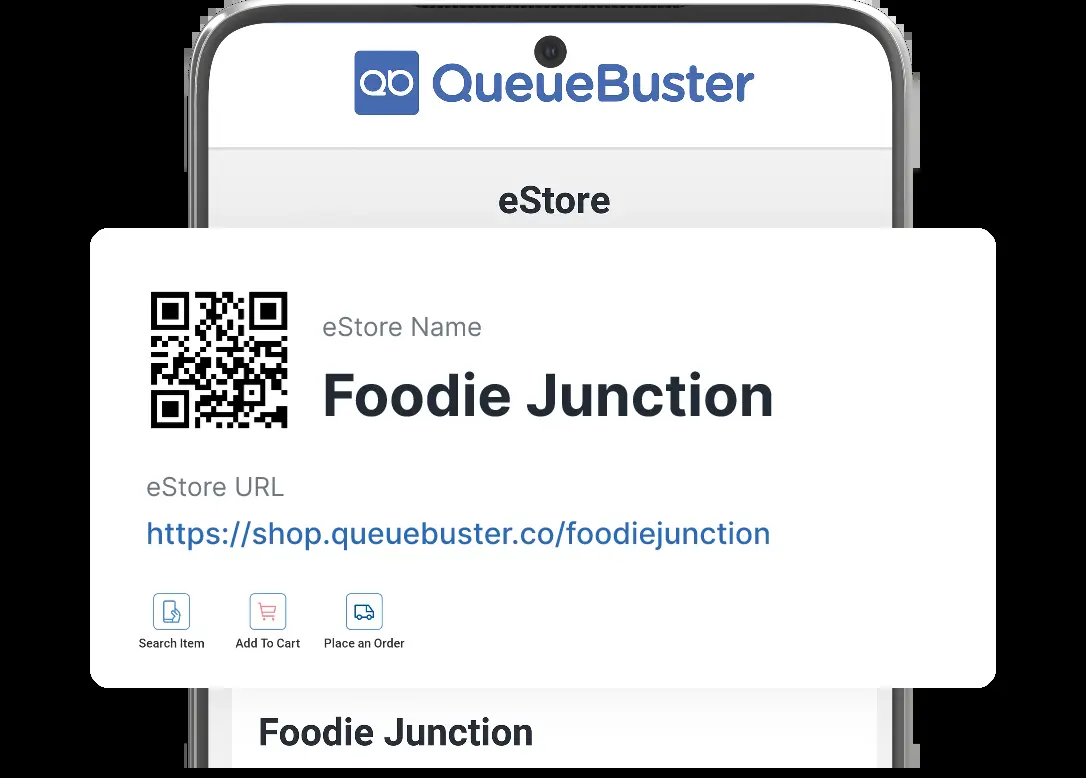 QueueBuster
eStore
eStore Name
Foodie Junction
eStore URL
https://shop.queuebuster.co/foodiejunction
Search Item
Add To Cart
Place an Order
Foodie Junction